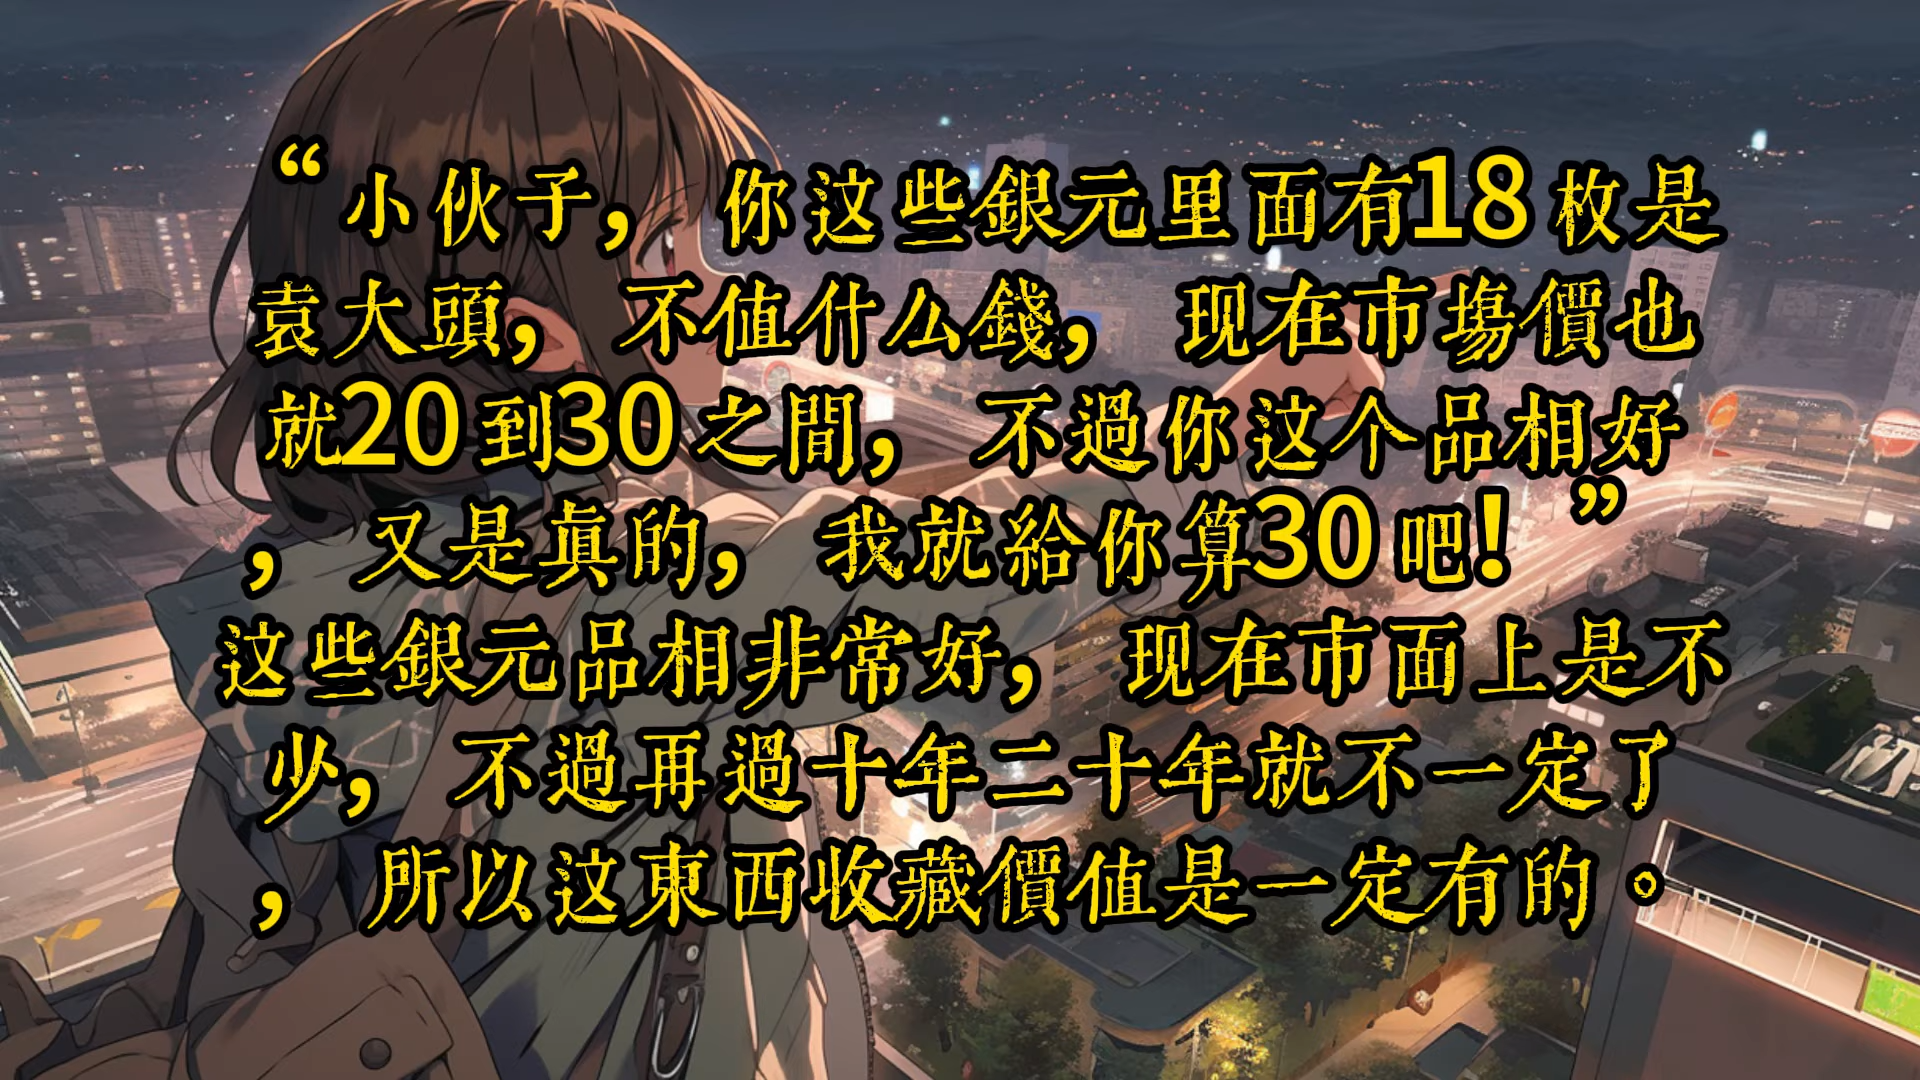 “小伙子，你这些銀元里面有18枚是
袁大頭，不值什么錢，现在市場價也
就20到30之間，不過你这个品相好
，又是真的，我就給你算30吧！”
这些銀元品相非常好，现在市面上是不
少，不過再過十年二十年就不一定了
，所以这東西收藏價值是一定有的。